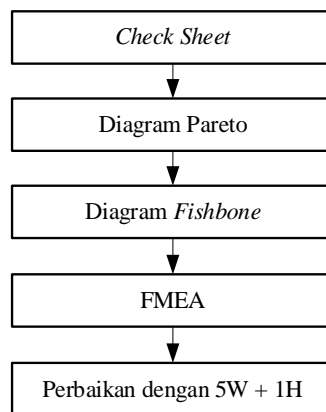 Check Sheet
Diagram Pareto
Diagram Fishbone
FMEA
Perbaikan dengan 5W + 1H